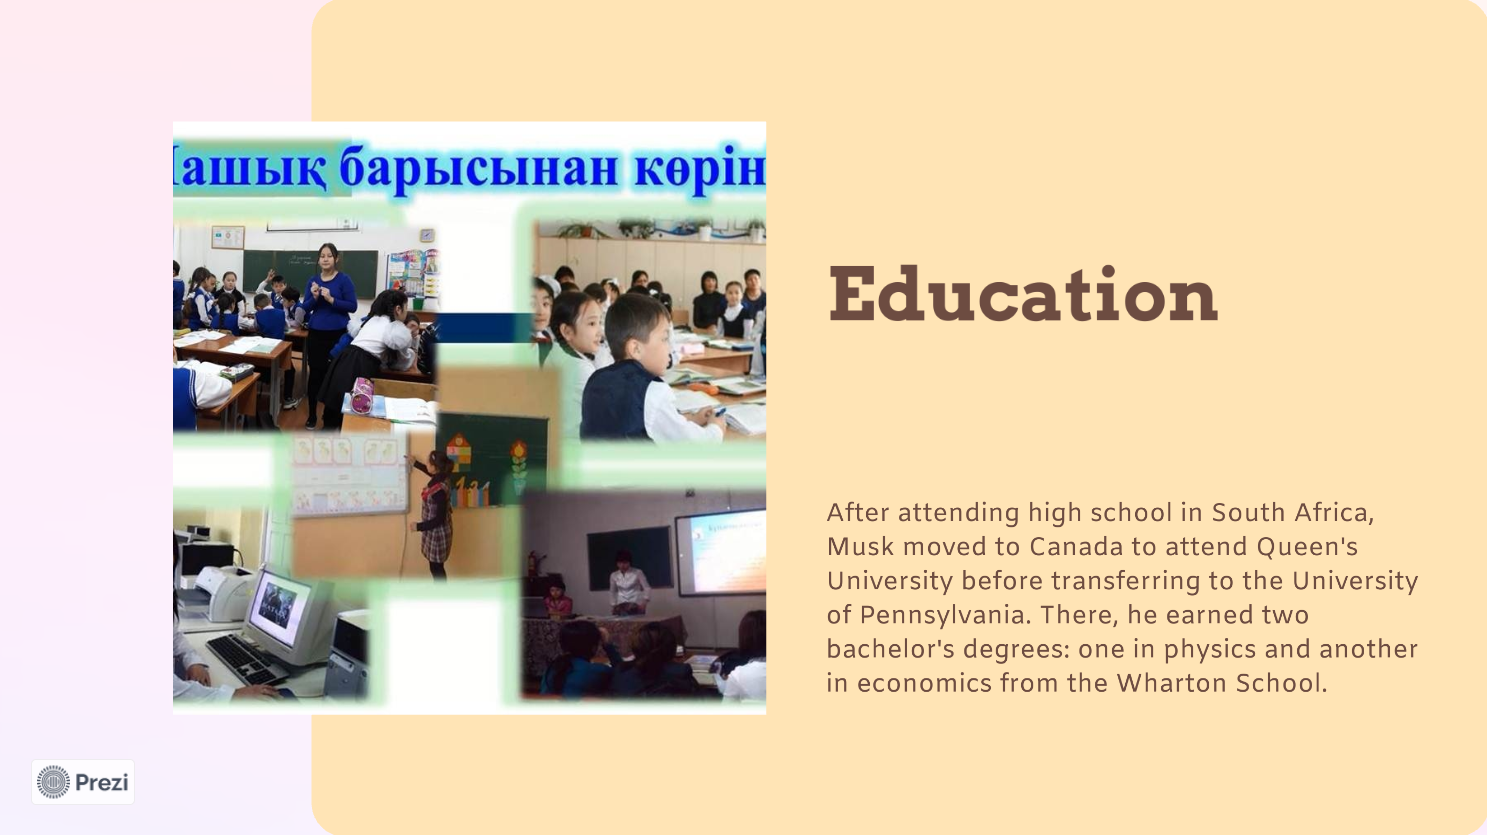 ашық барысынан көрін
Education
After attending high school in South Africa,
Musk moved to Canada to attend Queen's
University before transferring to the University
of Pennsylvania. There, he earned two
bachelor's degrees: one in physics and another
in economics from the Wharton School.
Prezi